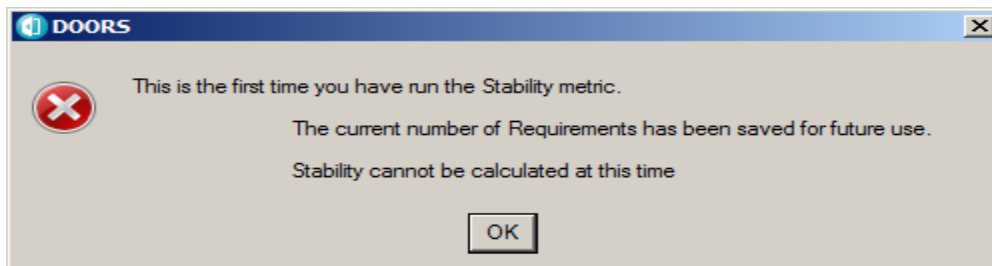 DOORS
This is the first time you have run the Stability metric.
The current number of Requirements has been saved for future use.
Stability cannot be calculated at this time
OK